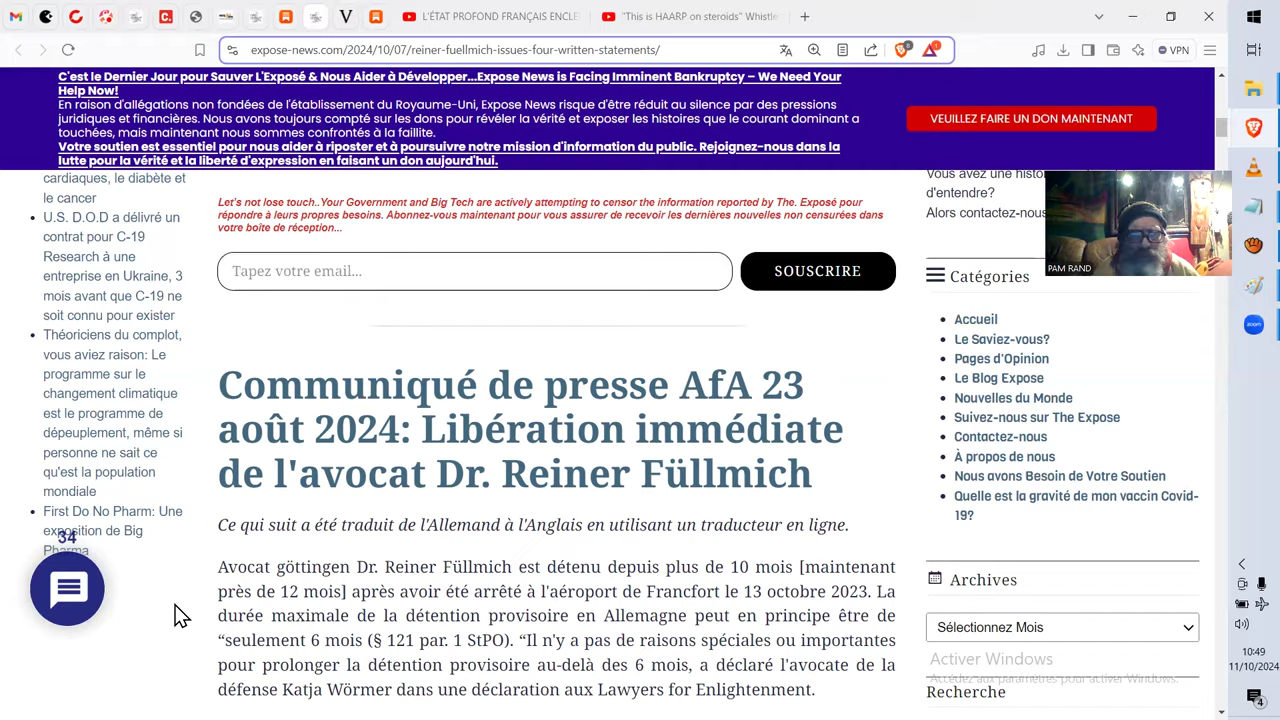 L'ÉTAT PROFOND FRANÇAIS ENCLE
"This is HAARP on steroids" Whistle
expose-news.com/2024/10/07/reiner-fuellmich-issues-four-written-statements/
VPN
C'est le Dernier Jour pour Sauver L'Exposé & Nous Aider à Développer...Expose News is Facing Imminent Bankruptcy – We Need Your
Help Now!
En raison d'allégations non fondées de l'établissement du Royaume-Uni, Expose News risque d'être réduit au silence par des pressions
juridiques et financières. Nous avons toujours compté sur les dons pour révéler la vérité et exposer les histoires que le courant dominant a
touchées, mais maintenant nous sommes confrontés à la faillite.
Votre soutien est essentiel pour nous aider à riposter et à poursuivre notre mission d'information du public. Rejoignez-nous dans la
lutte pour la vérité et la liberté d'expression en faisant un don aujourd'hui.
VEUILLEZ FAIRE UN DON MAINTENANT
cardiaques, le diabète et
le cancer
U.S. D.O.D a délivré un
contrat pour C-19
Research à une
entreprise en Ukraine, 3
mois avant que C-19 ne
soit connu pour exister
Théoriciens du complot,
vous aviez raison: Le
programme sur le
changement climatique
est le programme de
dépeuplement, même si
personne ne sait ce
qu'est la population
mondiale
First Do No Pharm: Une
exposition de Big
Pharma
34
Let's not lose touch..Your Government and Big Tech are actively attempting to censor the information reported by The. Exposé pour
répondre à leurs propres besoins. Abonnez-vous maintenant pour vous assurer de recevoir les dernières nouvelles non censurées dans
votre boîte de réception...
Tapez votre email...
SOUSCRIRE
Communiqué de presse AfA 23
août 2024: Libération immédiate
de l'avocat Dr. Reiner Füllmich
Ce qui suit a été traduit de l'Allemand à l'Anglais en utilisant un traducteur en ligne.
Avocat göttingen Dr. Reiner Füllmich est détenu depuis plus de 10 mois [maintenant
près de 12 mois] après avoir été arrêté à l'aéroport de Francfort le 13 octobre 2023. La
durée maximale de la détention provisoire en Allemagne peut en principe être de
“seulement 6 mois (§ 121 par. 1 StPO). “Il n'y a pas de raisons spéciales ou importantes
pour prolonger la détention provisoire au-delà des 6 mois, a déclaré l'avocate de la
défense Katja Wörmer dans une déclaration aux Lawyers for Enlightenment.
Vous avez une histoi
d'entendre?
Alors contactez-nous
PAM RAND
Catégories
Accueil
Le Saviez-vous?
Pages d'Opinion
Le Blog Expose
Nouvelles du Monde
Suivez-nous sur The Expose
Contactez-nous
À propos de nous
Nous avons Besoin de Votre Soutien
Quelle est la gravité de mon vaccin Covid-
19?
Archives
Sélectionnez Mois
Activer Windows
Accédez aux paramètres pour activer Windows.
Recherche
zoom
10:49
11/10/2024
4